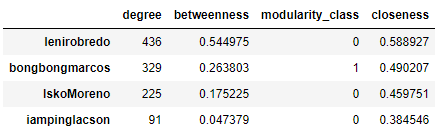 degree betweenness modularity_class closeness
lenirobredo 436 0.544975 0 0.588927
bongbongmarcos 329 0.263803 1 0.490207
IskoMoreno 225 0.175225 0 0.459751
iampinglacson 91 0.047379 0 0.384546